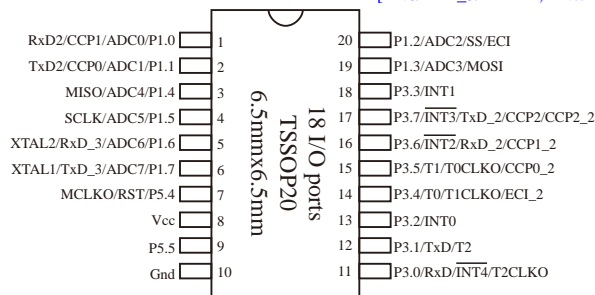 RxD2/CCP1/ADC0/P1.0 1
TxD2/CCP0/ADC1/P1.1 2
MISO/ADC4/P1.4 3
SCLK/ADC5/P1.5 4
XTAL2/RxD_3/ADC6/P1.6 5
XTAL1/TxD_3/ADC7/P1.7 6
MCLKO/RST/P5.4 7
Vcc 8
P5.5 9
Gnd 10
18 I/O ports
TSSOP20
6.5mmx6.5mm
20 P1.2/ADC2/SS/ECI
19 P1.3/ADC3/MOSI
18 P3.3/INT1
17 P3.7/INT3/TxD_2/CCP2/CCP2_2
16 P3.6/INT2/RxD_2/CCP1_2
15 P3.5/T1/T0CLKO/CCP0_2
14 P3.4/T0/T1CLKO/ECI_2
13 P3.2/INT0
12 P3.1/TxD/T2
11 P3.0/RxD/INT4/T2CLKO